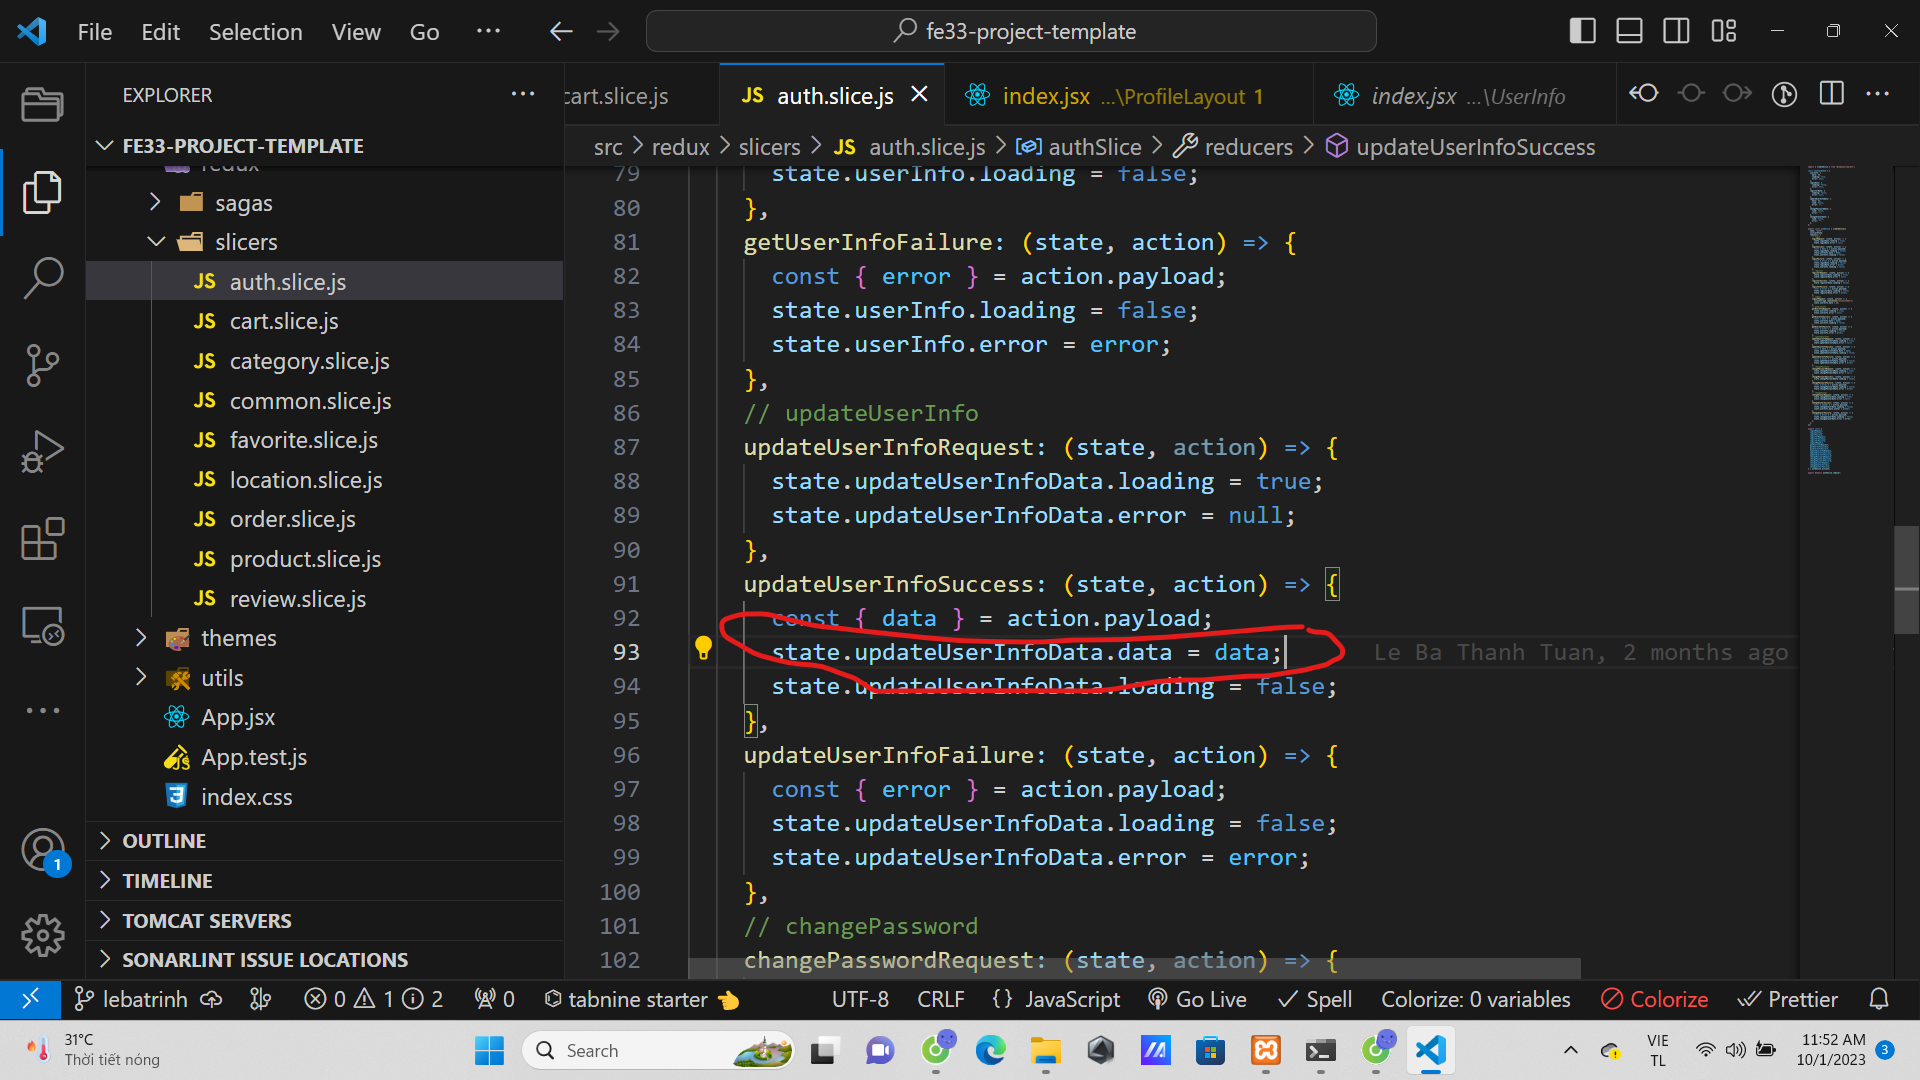 File Edit Selection View Go ···
fe33-project-template
EXPLORER ···
FE33-PROJECT-TEMPLATE
redux
sagas
slicers
JS auth.slice.js
JS cart.slice.js
JS category.slice.js
JS common.slice.js
JS favorite.slice.js
JS location.slice.js
JS order.slice.js
JS product.slice.js
JS review.slice.js
themes
utils
App.jsx
App.test.js
index.css
OUTLINE
TIMELINE
TOMCAT SERVERS
SONARLINT ISSUE LOCATIONS
1
cart.slice.js JS auth.slice.js index.jsx ...\ProfileLayout 1 index.jsx ...\UserInfo
src > redux > slicers > JS auth.slice.js > authSlice > reducers > updateUserInfoSuccess
79 state.userInfo.loading = false;
80 },
81 getUserInfoFailure: (state, action) => {
82 const { error } = action.payload;
83 state.userInfo.loading = false;
84 state.userInfo.error = error;
85 },
86 // updateUserInfo
87 updateUserInfoRequest: (state, action) => {
88 state.updateUserInfoData.loading = true;
89 state.updateUserInfoData.error = null;
90 },
91 updateUserInfoSuccess: (state, action) => {
92 const { data } = action.payload;
93 state.updateUserInfoData.data = data; Le Ba Thanh Tuan, 2 months ago
94 state.updateUserInfoData.loading = false;
95 },
96 updateUserInfoFailure: (state, action) => {
97 const { error } = action.payload;
98 state.updateUserInfoData.loading = false;
99 state.updateUserInfoData.error = error;
100 },
101 // changePassword
102 changePasswordRequest: (state, action) => {
lebatrinh 0 1 2 0 tabnine starter UTF-8 CRLF {} JavaScript Go Live Spell Colorize: 0 variables Colorize Prettier
31°C
Thời tiết nóng
Search
VIE
TL
11:52 AM
10/1/2023
3